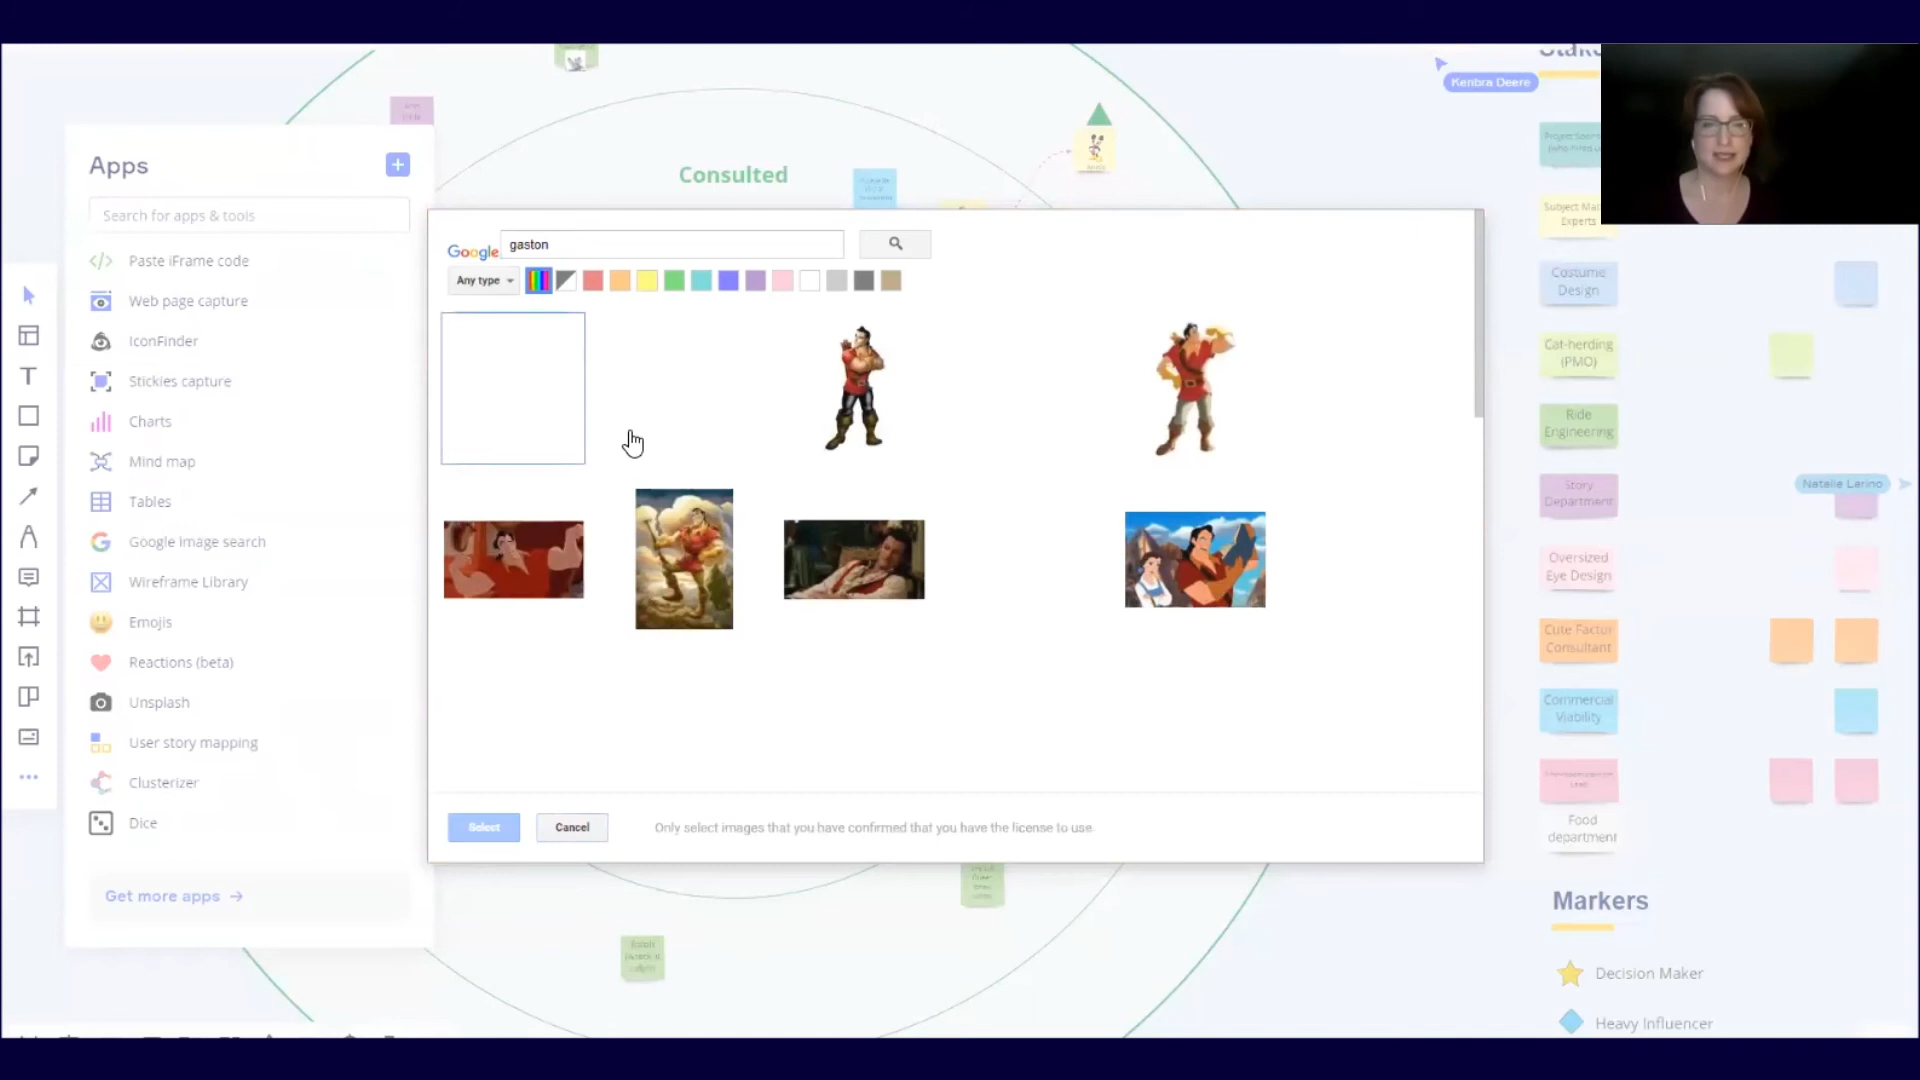 Kenbra Deere
Consulted
Apps
Search for apps & tools
Paste iFrame code
Web page capture
IconFinder
Stickies capture
Charts
Mind map
Tables
Google image search
Wireframe Library
Emojis
Reactions (beta)
Unsplash
User story mapping
Clusterizer
Dice
Get more apps →
Google
gaston
Any type
Select
Cancel
Only select images that you have confirmed that you have the license to use.
Subject Mat
Experts
Costume
Design
Cat-herding
(PMO)
Ride
Engineering
Story
Department
Natalie Larino
Oversized
Eye Design
Cute Factor
Consultant
Commercial
Viability
Food
department
Markers
Decision Maker
Heavy Influencer